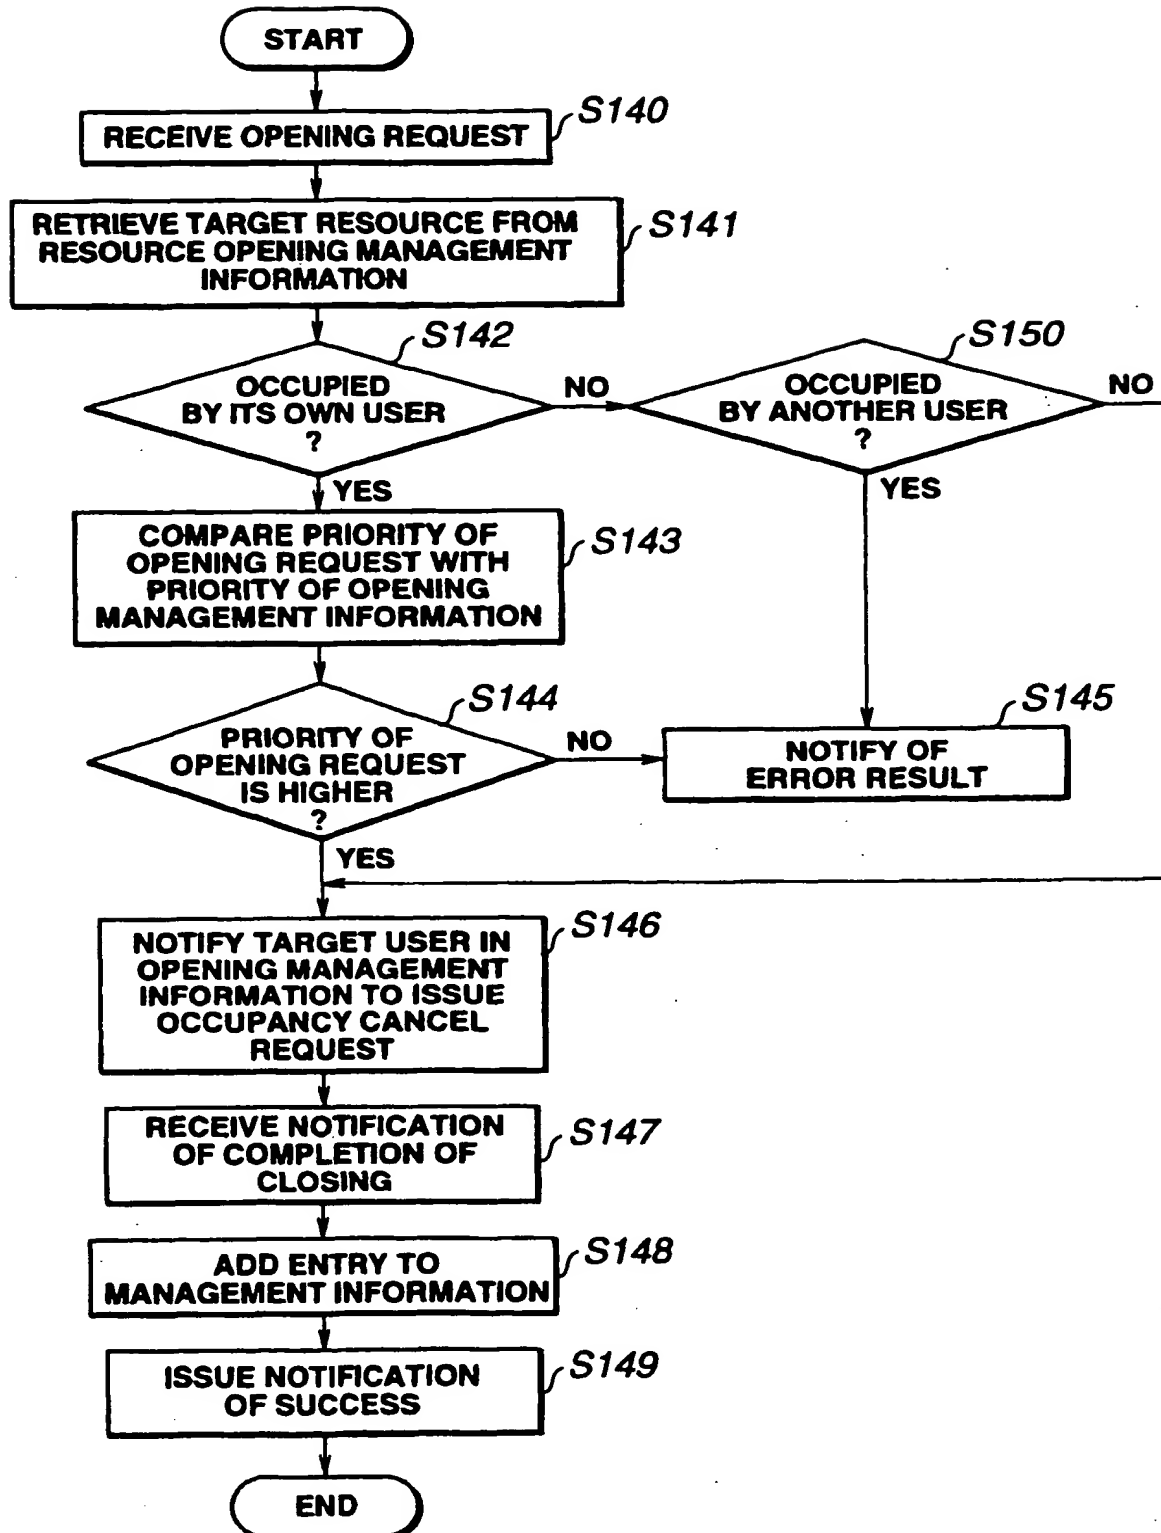 START
RECEIVE OPENING REQUEST
S140
RETRIEVE TARGET RESOURCE FROM
RESOURCE OPENING MANAGEMENT
INFORMATION
S141
S142
OCCUPIED
BY ITS OWN USER
?
NO
YES
S150
OCCUPIED
BY ANOTHER USER
?
NO
YES
COMPARE PRIORITY OF
OPENING REQUEST WITH
PRIORITY OF OPENING
MANAGEMENT INFORMATION
S143
S144
PRIORITY OF
OPENING REQUEST
IS HIGHER
?
NO
YES
S145
NOTIFY OF
ERROR RESULT
S146
NOTIFY TARGET USER IN
OPENING MANAGEMENT
INFORMATION TO ISSUE
OCCUPANCY CANCEL
REQUEST
RECEIVE NOTIFICATION
OF COMPLETION OF
CLOSING
S147
ADD ENTRY TO
MANAGEMENT INFORMATION
S148
ISSUE NOTIFICATION
OF SUCCESS
S149
END